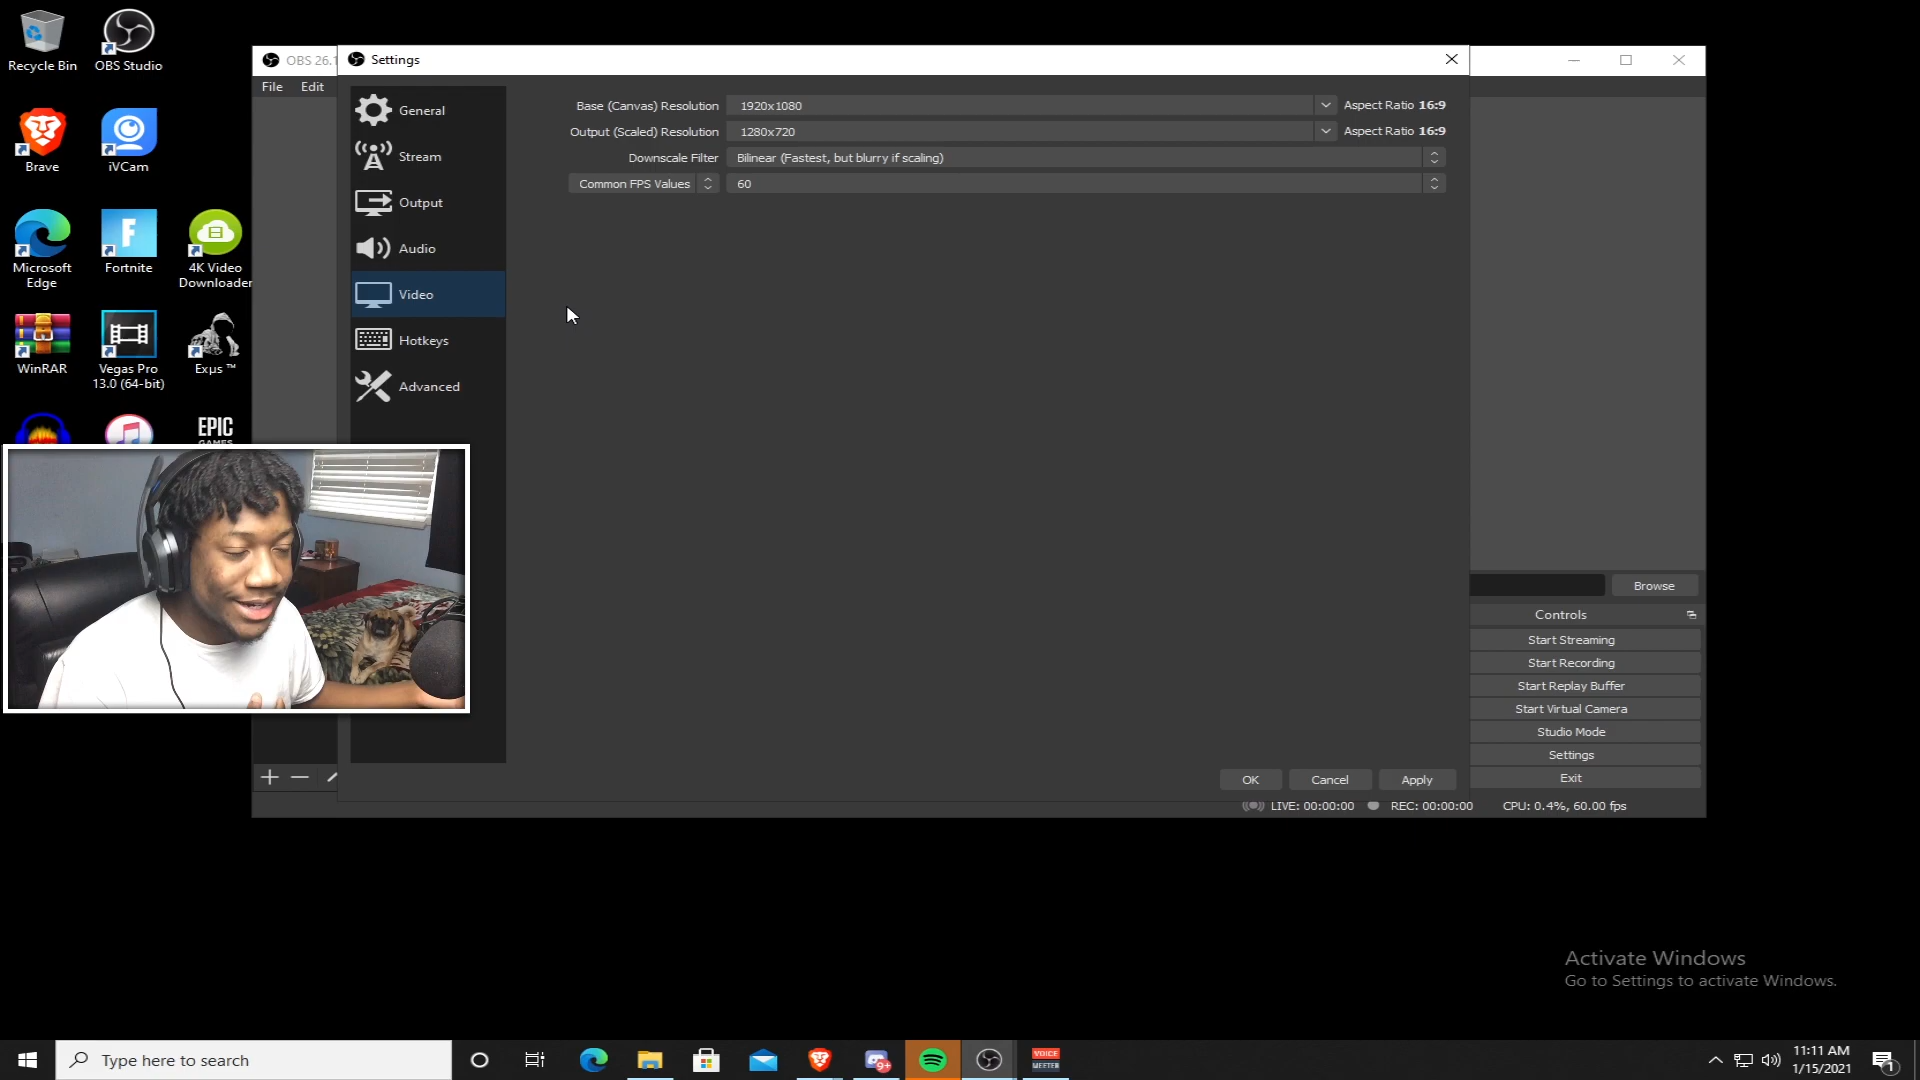 Recycle Bin
OBS Studio
Brave
iVCam
Microsoft
Edge
Fortnite
4K Video
Downloader
WinRAR
Vegas Pro
13.0 (64-bit)
Exµs ™
EPIC
GAMES
OBS 26.1
File Edit
Settings
General
Stream
Output
Audio
Video
Hotkeys
Advanced
Base (Canvas) Resolution 1920x1080 Aspect Ratio 16:9
Output (Scaled) Resolution 1280x720 Aspect Ratio 16:9
Downscale Filter Bilinear (Fastest, but blurry if scaling)
Common FPS Values 60
OK Cancel Apply
Browse
Controls
Start Streaming
Start Recording
Start Replay Buffer
Start Virtual Camera
Studio Mode
Settings
Exit
LIVE: 00:00:00 REC: 00:00:00 CPU: 0.4%, 60.00 fps
Activate Windows
Go to Settings to activate Windows.
Type here to search
9+
VOICE
MEETER
11:11 AM
1/15/2021
1